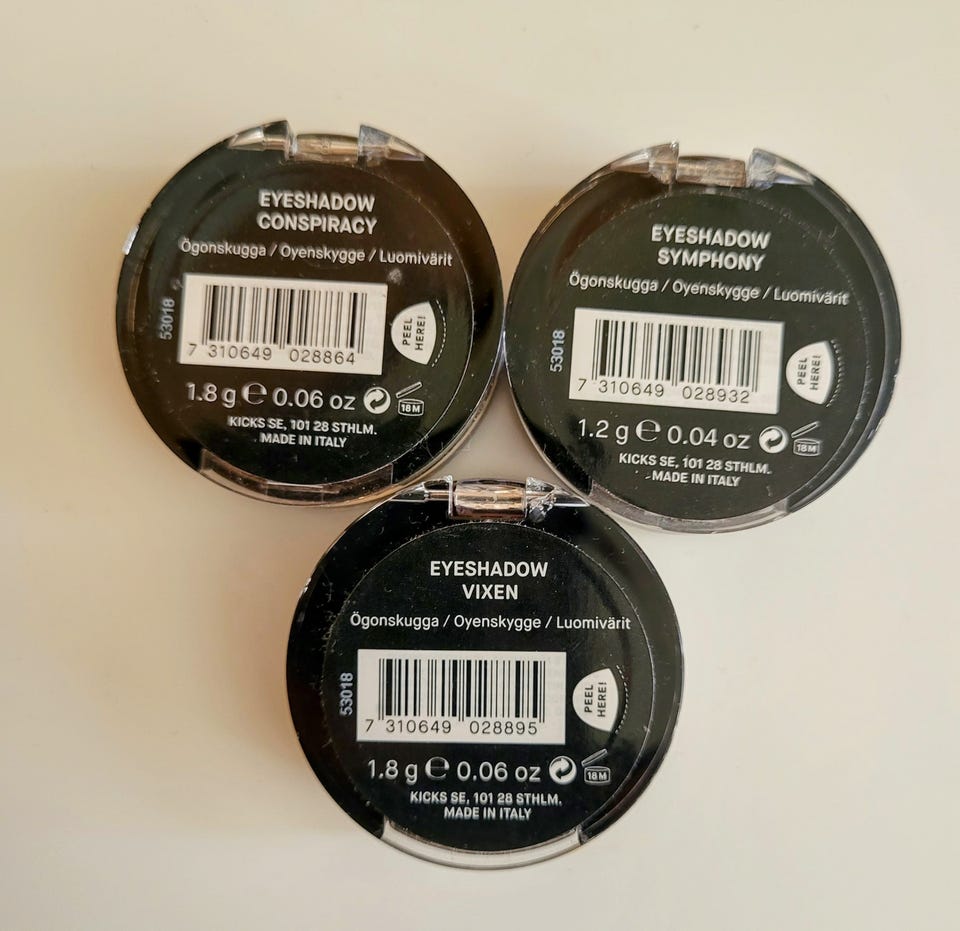 EYESHADOW
CONSPIRACY
Ögonskugga / Oyenskygge / Luomivärit
53018
7 310649 028864
PEEL
HERE!
1.8 g ℮ 0.06 oz
18 M
KICKS SE, 101 28 STHLM.
MADE IN ITALY
EYESHADOW
SYMPHONY
Ögonskugga / Oyenskygge / Luomivärit
53018
7 310649 028932
PEEL
HERE!
1.2 g ℮ 0.04 oz
18 M
KICKS SE, 101 28 STHLM.
MADE IN ITALY
EYESHADOW
VIXEN
Ögonskugga / Oyenskygge / Luomivärit
53018
7 310649 028895
PEEL
HERE!
1.8 g ℮ 0.06 oz
18 M
KICKS SE, 101 28 STHLM.
MADE IN ITALY